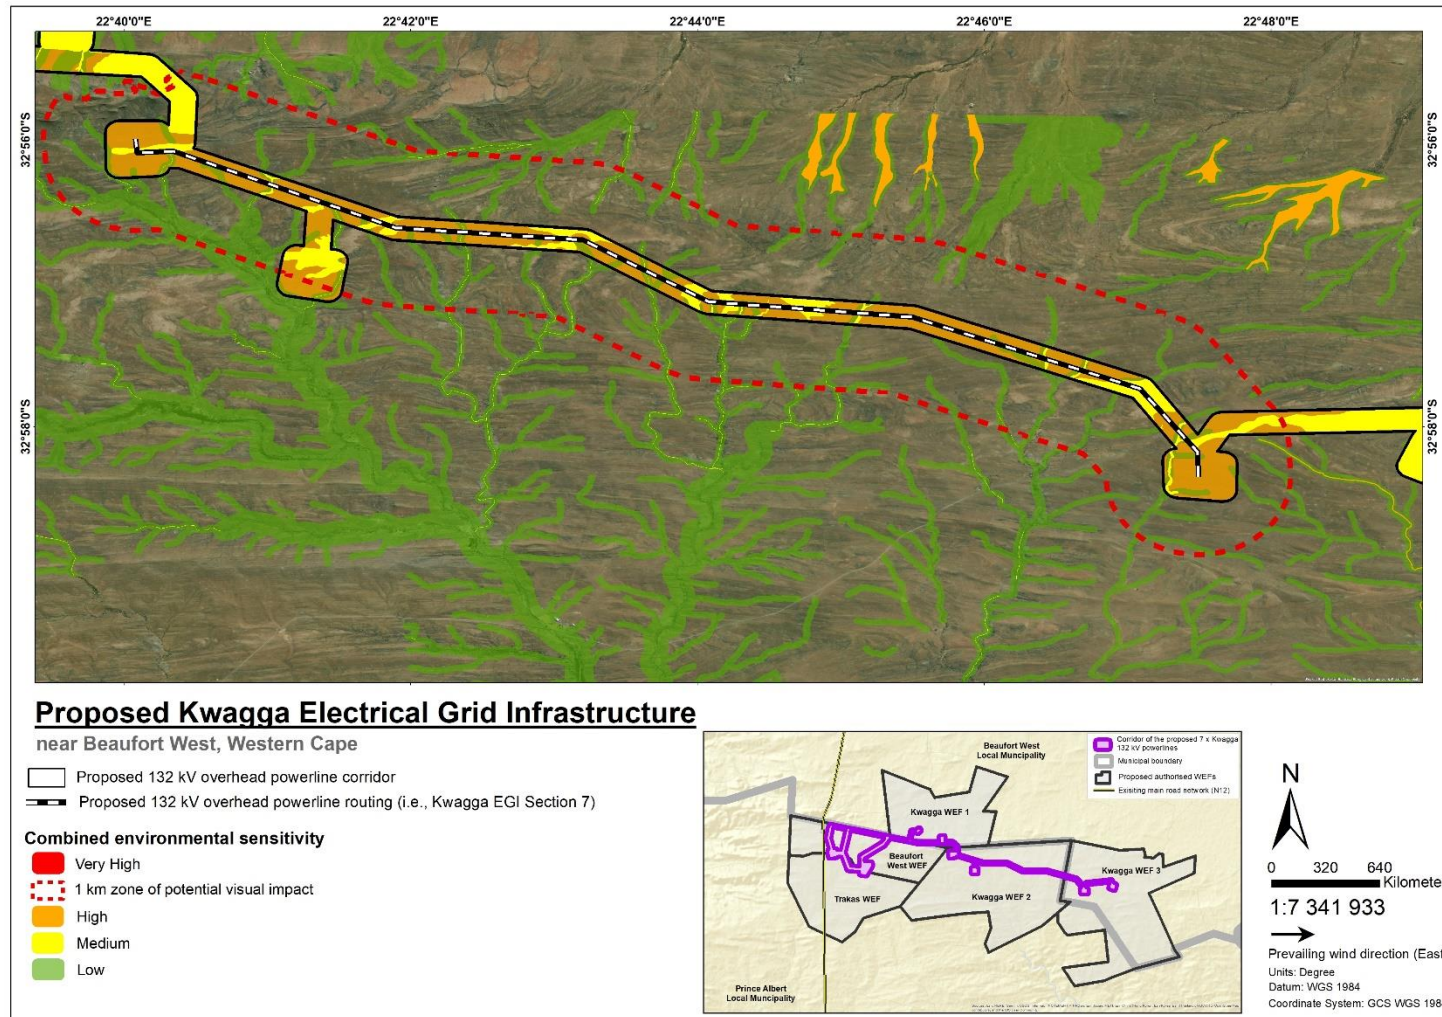 22°40'0"E
22°42'0"E
22°44'0"E
22°46'0"E
22°48'0"E
32°56'0"S
32°56'0"S
32°58'0"S
32°58'0"S
Proposed Kwagga Electrical Grid Infrastructure
near Beaufort West, Western Cape
Proposed 132 kV overhead powerline corridor
Proposed 132 kV overhead powerline routing (i.e., Kwagga EGI Section 7)
Combined environmental sensitivity
Very High
1 km zone of potential visual impact
High
Medium
Low
Beaufort West
Local Muncipality
Corridor of the proposed 7 x Kwagga
132 kV powerlines
Municipal boundary
Proposed authorised WEFs
Exisiting main road network (N12)
Kwagga WEF 1
Beaufort
West WEF
Kwagga WEF 3
Trakas WEF
Kwagga WEF 2
Prince Albert
Local Muncipality
N
0 320 640
Kilomete
1:7 341 933
Prevailing wind direction (East
Units: Degree
Datum: WGS 1984
Coordinate System: GCS WGS 198